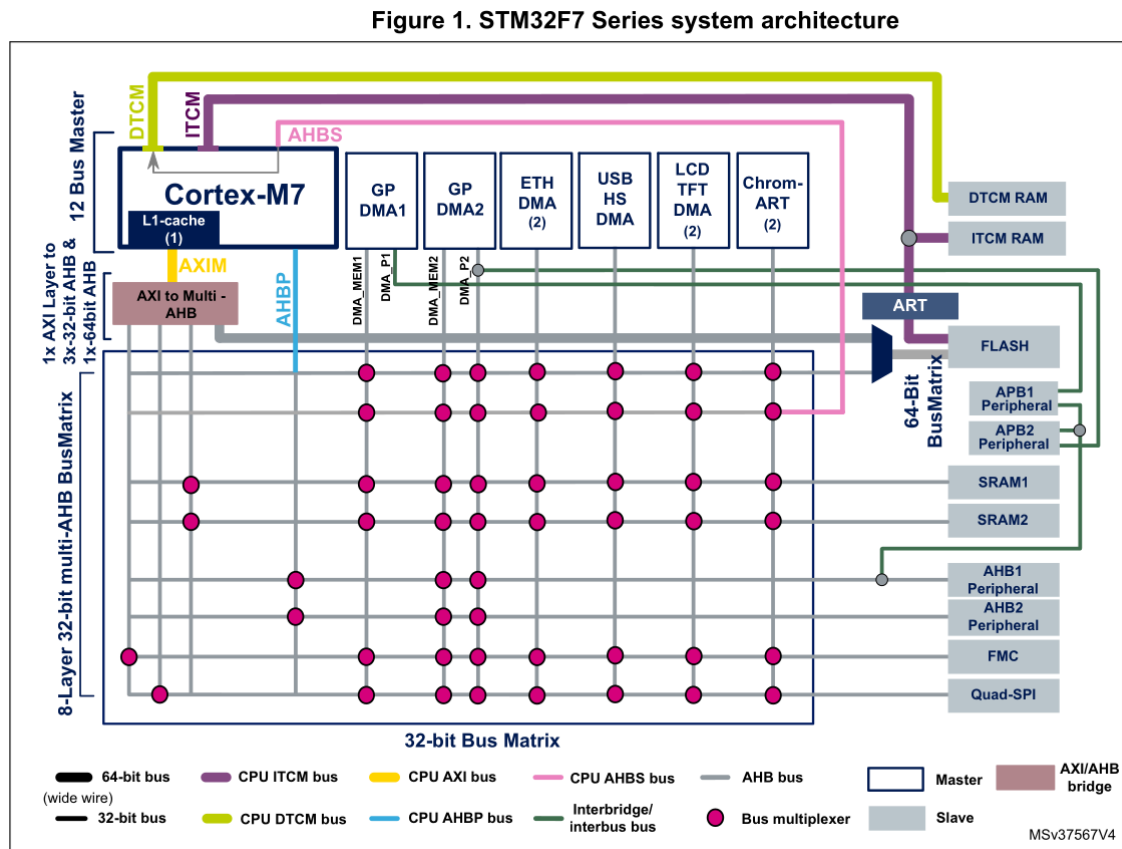 Figure 1. STM32F7 Series system architecture
12 Bus Master
DTCM
ITCM
AHBS
Cortex-M7
L1-cache
(1)
GP
DMA1
GP
DMA2
ETH
DMA
(2)
USB
HS
DMA
LCD
TFT
DMA
(2)
Chrom-
ART
(2)
DTCM RAM
ITCM RAM
1x AXI Layer to
3x-32-bit AHB &
1x-64bit AHB
AXIM
AXI to Multi -
AHB
AHBP
DMA_MEM1
DMA_P1
DMA_MEM2
DMA_P2
ART
FLASH
64-Bit
BusMatrix
APB1
Peripheral
APB2
Peripheral
8-Layer 32-bit multi-AHB BusMatrix
SRAM1
SRAM2
AHB1
Peripheral
AHB2
Peripheral
FMC
Quad-SPI
32-bit Bus Matrix
64-bit bus
(wide wire)
32-bit bus
CPU ITCM bus
CPU DTCM bus
CPU AXI bus
CPU AHBP bus
CPU AHBS bus
Interbridge/
interbus bus
AHB bus
Bus multiplexer
Master
Slave
AXI/AHB
bridge
MSv37567V4